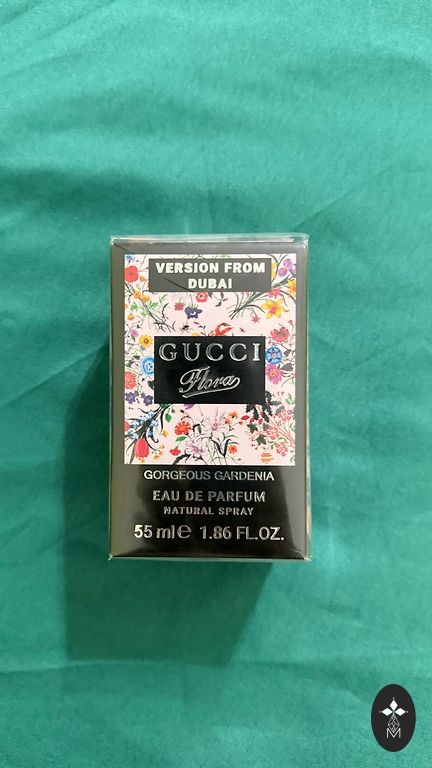 VERSION FROM
DUBAI
GUCCI
Flora
GORGEOUS GARDENIA
EAU DE PARFUM
NATURAL SPRAY
55 ml℮ 1.86 FL.OZ.
M